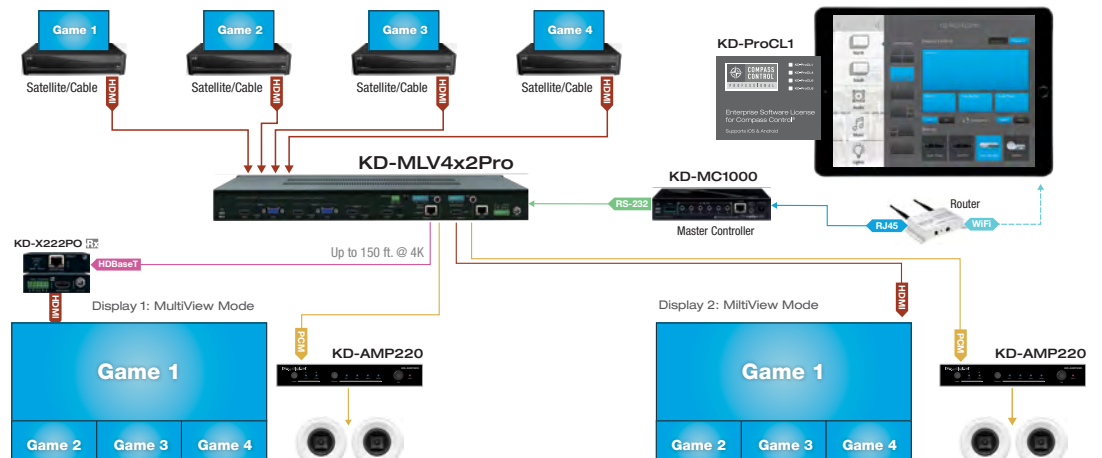 Game 1
Game 2
Game 3
Game 4
Satellite/Cable
Satellite/Cable
Satellite/Cable
Satellite/Cable
HDMI
HDMI
HDMI
HDMI
KD-ProCL1
COMPASS
CONTROL
PROFESSIONAL
KD-ProCL1
Enterprise Software License
for Compass Control
Supports iOS & Android
KD-MLV4x2Pro
KD-MC1000
RS-232
Master Controller
RJ45
Router
WiFi
KD-X222PO Rx
HDBaseT
Up to 150 ft. @ 4K
HDMI
Display 1: MultiView Mode
PCM
KD-AMP220
Game 1
Game 2
Game 3
Game 4
HDMI
Display 2: MiltiView Mode
PCM
KD-AMP220
Game 1
Game 2
Game 3
Game 4